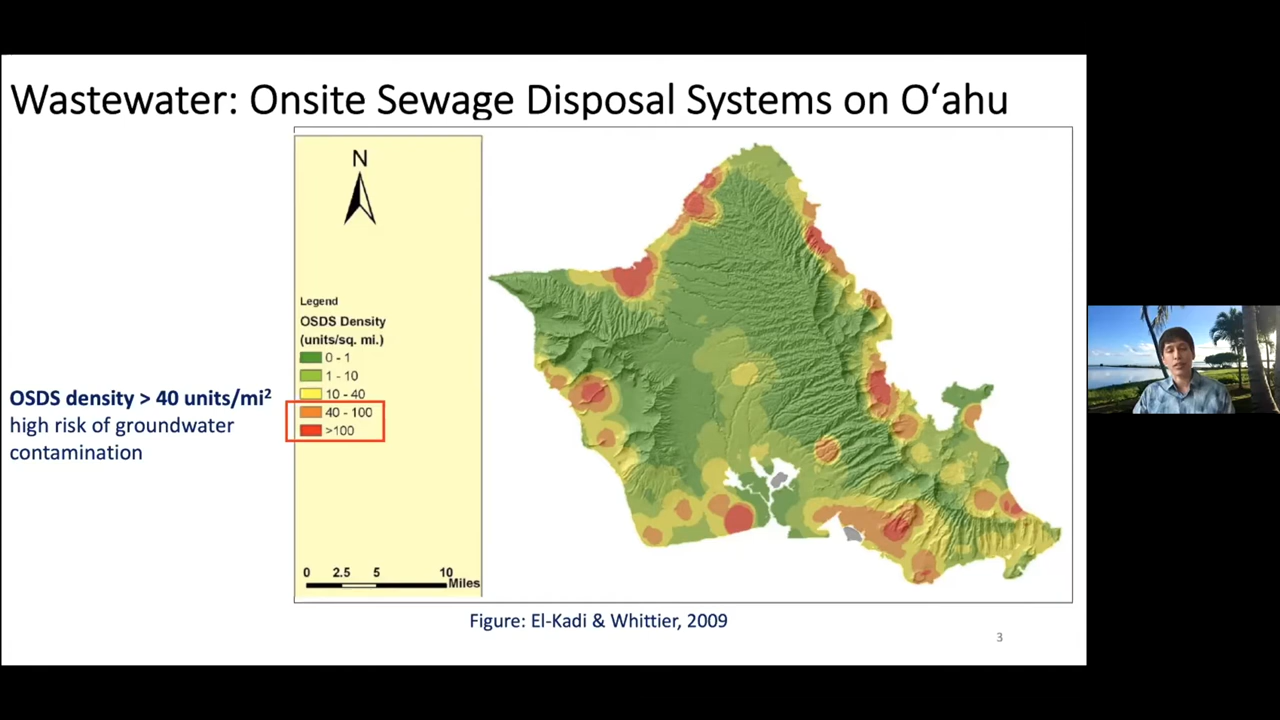 Wastewater: Onsite Sewage Disposal Systems on Oʻahu
N
Legend
OSDS Density
(units/sq. mi.)
0 - 1
1 - 10
10 - 40
40 - 100
>100
OSDS density > 40 units/mi²
high risk of groundwater
contamination
0 2.5 5 10
Miles
Figure: El-Kadi & Whittier, 2009
3